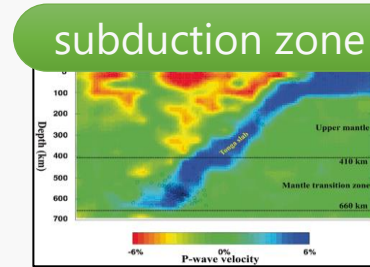 subduction zone
0
100
200
300
400
500
600
700
Depth (km)
Tonga slab
Upper mantle
410 km
Mantle transition zone
660 km
-6%
0%
6%
P-wave velocity